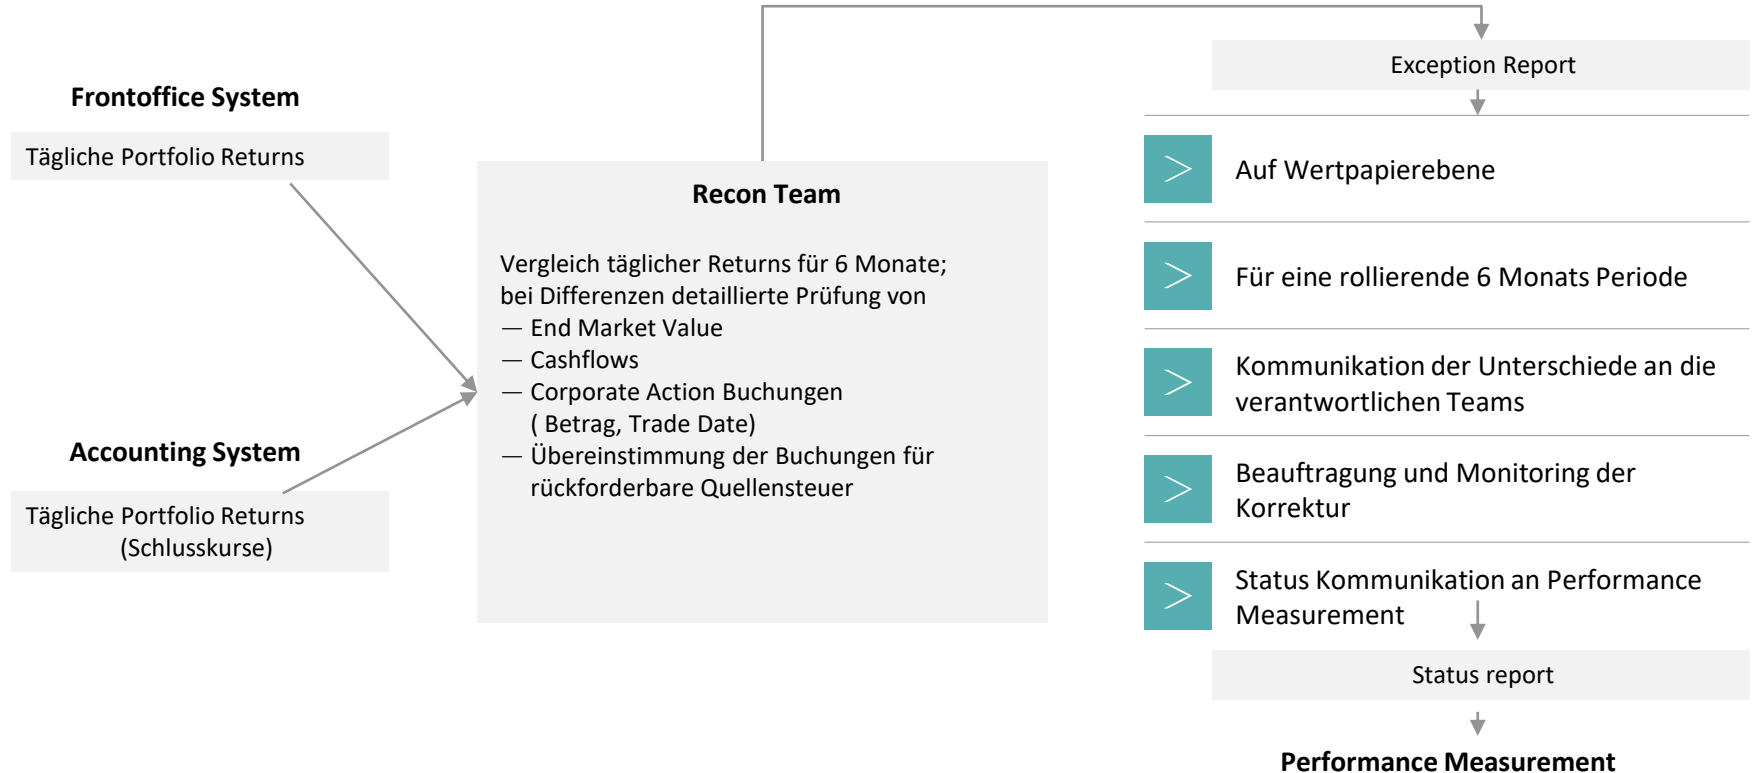 Frontoffice System
Tägliche Portfolio Returns
Accounting System
Tägliche Portfolio Returns
(Schlusskurse)
Recon Team
Vergleich täglicher Returns für 6 Monate;
bei Differenzen detaillierte Prüfung von
— End Market Value
— Cashflows
— Corporate Action Buchungen
( Betrag, Trade Date)
— Übereinstimmung der Buchungen für
rückforderbare Quellensteuer
Exception Report
> Auf Wertpapierebene
> Für eine rollierende 6 Monats Periode
> Kommunikation der Unterschiede an die
verantwortlichen Teams
> Beauftragung und Monitoring der
Korrektur
> Status Kommunikation an Performance
Measurement
Status report
Performance Measurement